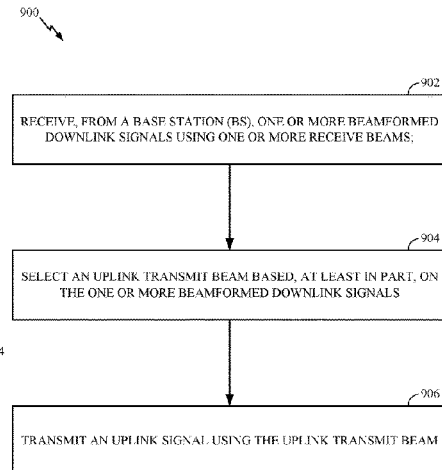 900
902
RECEIVE, FROM A BASE STATION (BS), ONE OR MORE BEAMFORMED
DOWNLINK SIGNALS USING ONE OR MORE RECEIVE BEAMS;
904
SELECT AN UPLINK TRANSMIT BEAM BASED, AT LEAST IN PART, ON
THE ONE OR MORE BEAMFORMED DOWNLINK SIGNALS
4
906
TRANSMIT AN UPLINK SIGNAL USING THE UPLINK TRANSMIT BEAM